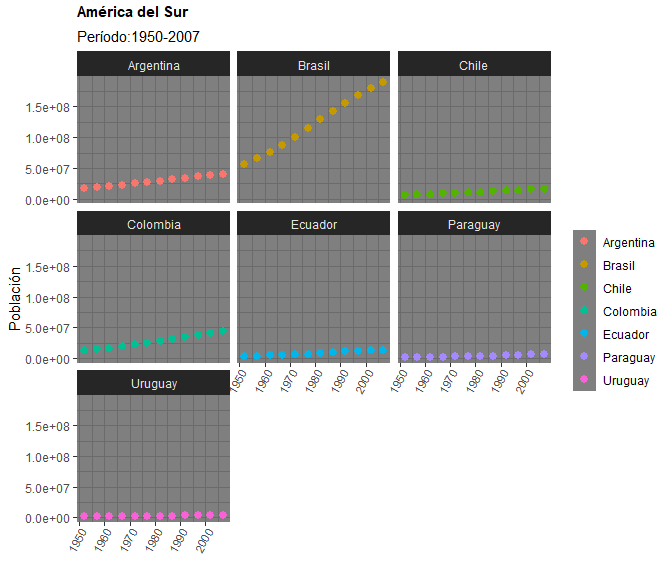 América del Sur
Período:1950-2007
Argentina Brasil Chile
1.5e+08
1.0e+08
5.0e+07
0.0e+00
Colombia Ecuador Paraguay
1.5e+08
1.0e+08
5.0e+07
0.0e+00
1950 1960 1970 1980 1990 2000 1950 1960 1970 1980 1990 2000
Uruguay
1.5e+08
1.0e+08
5.0e+07
0.0e+00
1950 1960 1970 1980 1990 2000
Población
Argentina
Brasil
Chile
Colombia
Ecuador
Paraguay
Uruguay